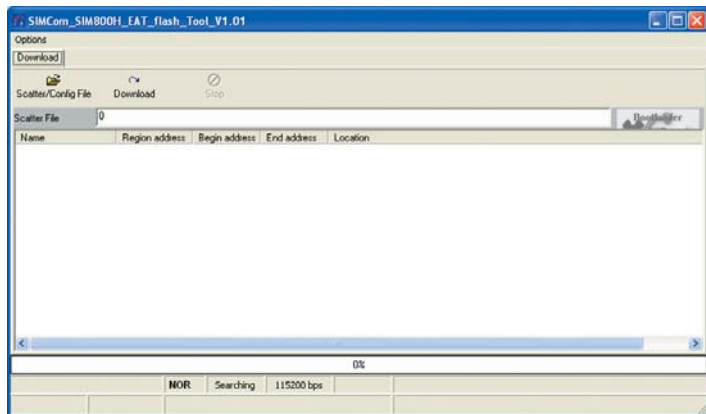 SIMCom_SIM800H_EAT_flash_Tool_V1.01
Options
Download
Scatter/Config File Download Stop
Scatter File 0 Bootloader
Name Region address Begin address End address Location
0%
NOR Searching 115200 bps